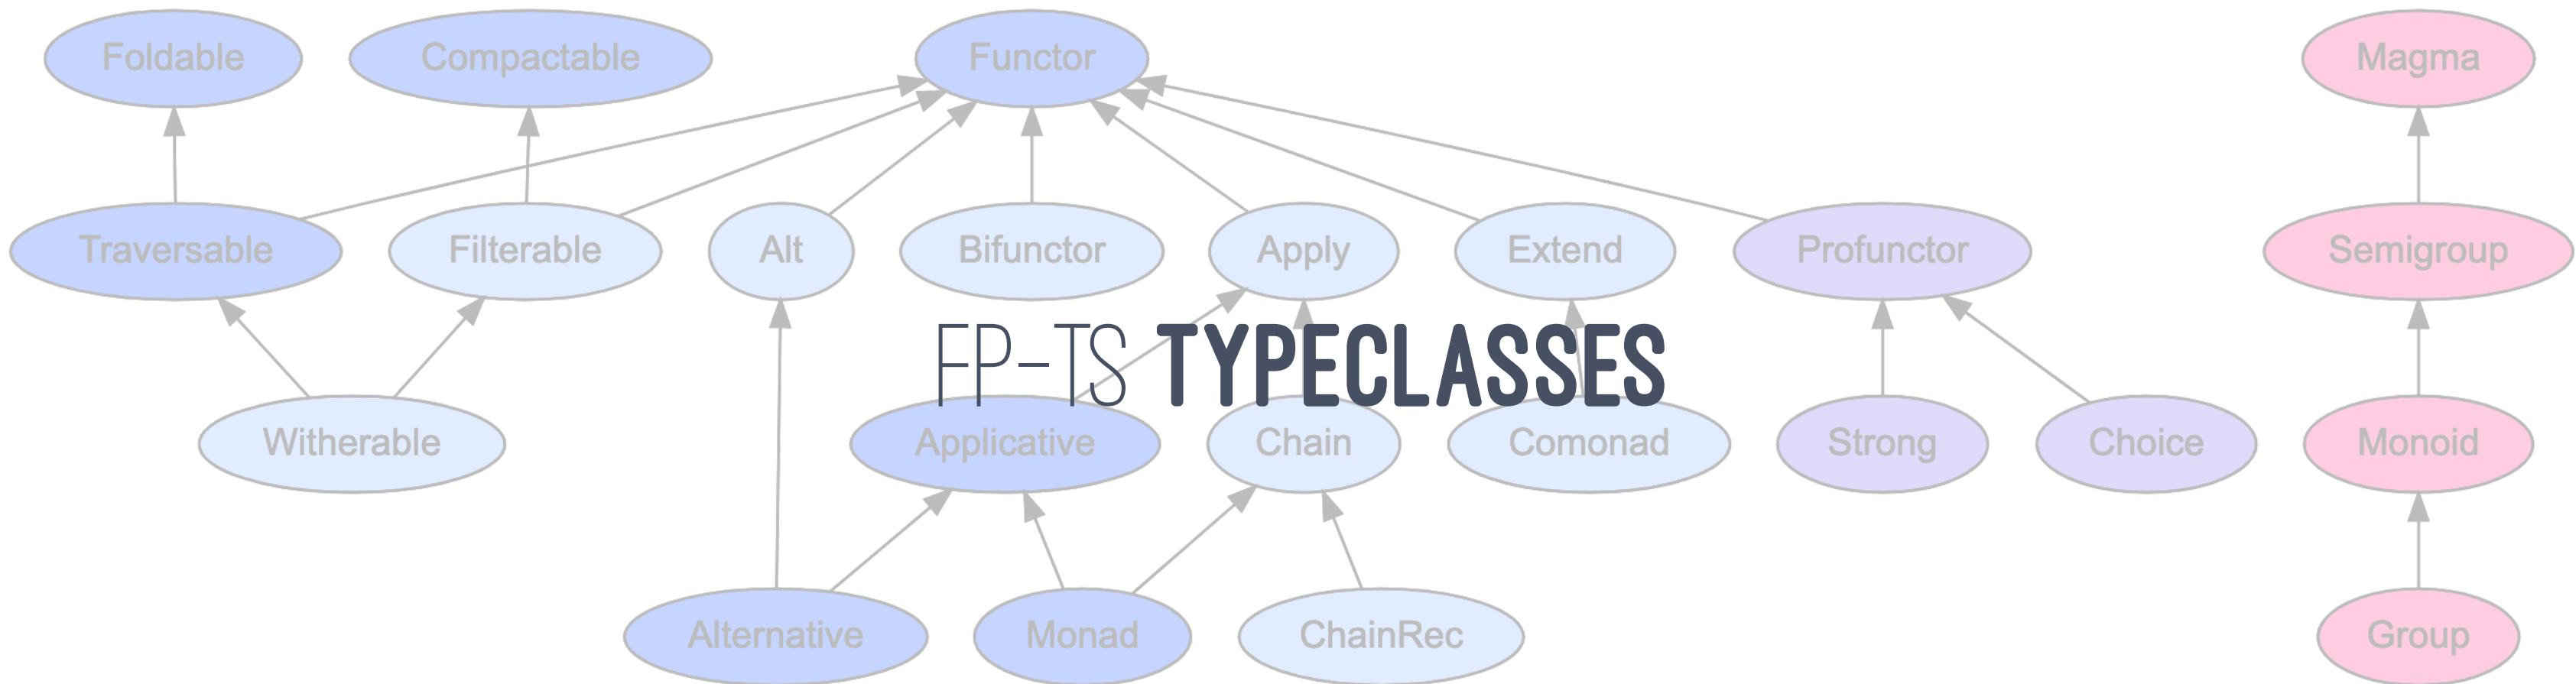 Foldable Compactable Functor Magma
Traversable Filterable Alt Bifunctor Apply Extend Profunctor Semigroup
FP-TS TYPECLASSES
Witherable Applicative Chain Comonad Strong Choice Monoid
Alternative Monad ChainRec Group